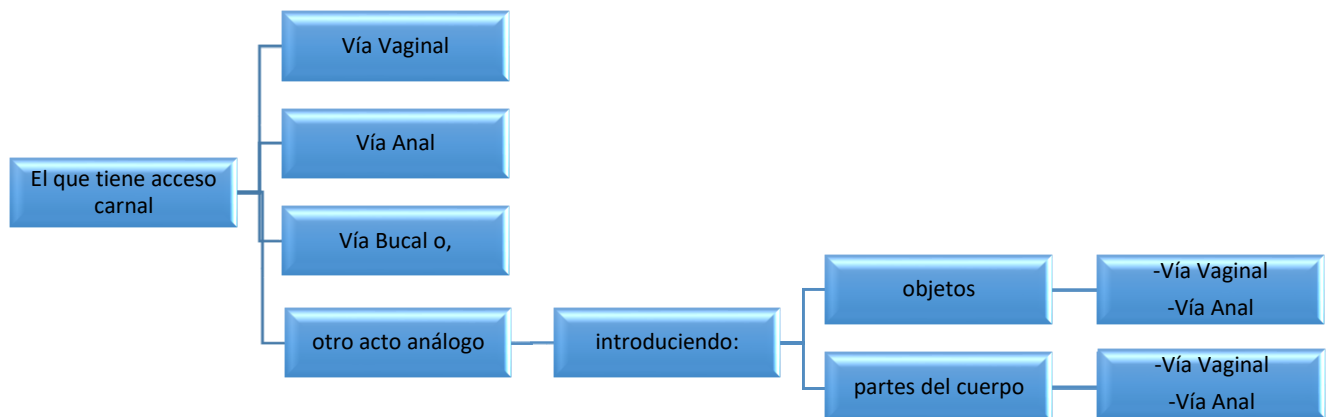 El que tiene acceso
carnal
Vía Vaginal
Vía Anal
Vía Bucal o,
otro acto análogo
introduciendo:
objetos
-Vía Vaginal
-Vía Anal
partes del cuerpo
-Vía Vaginal
-Vía Anal